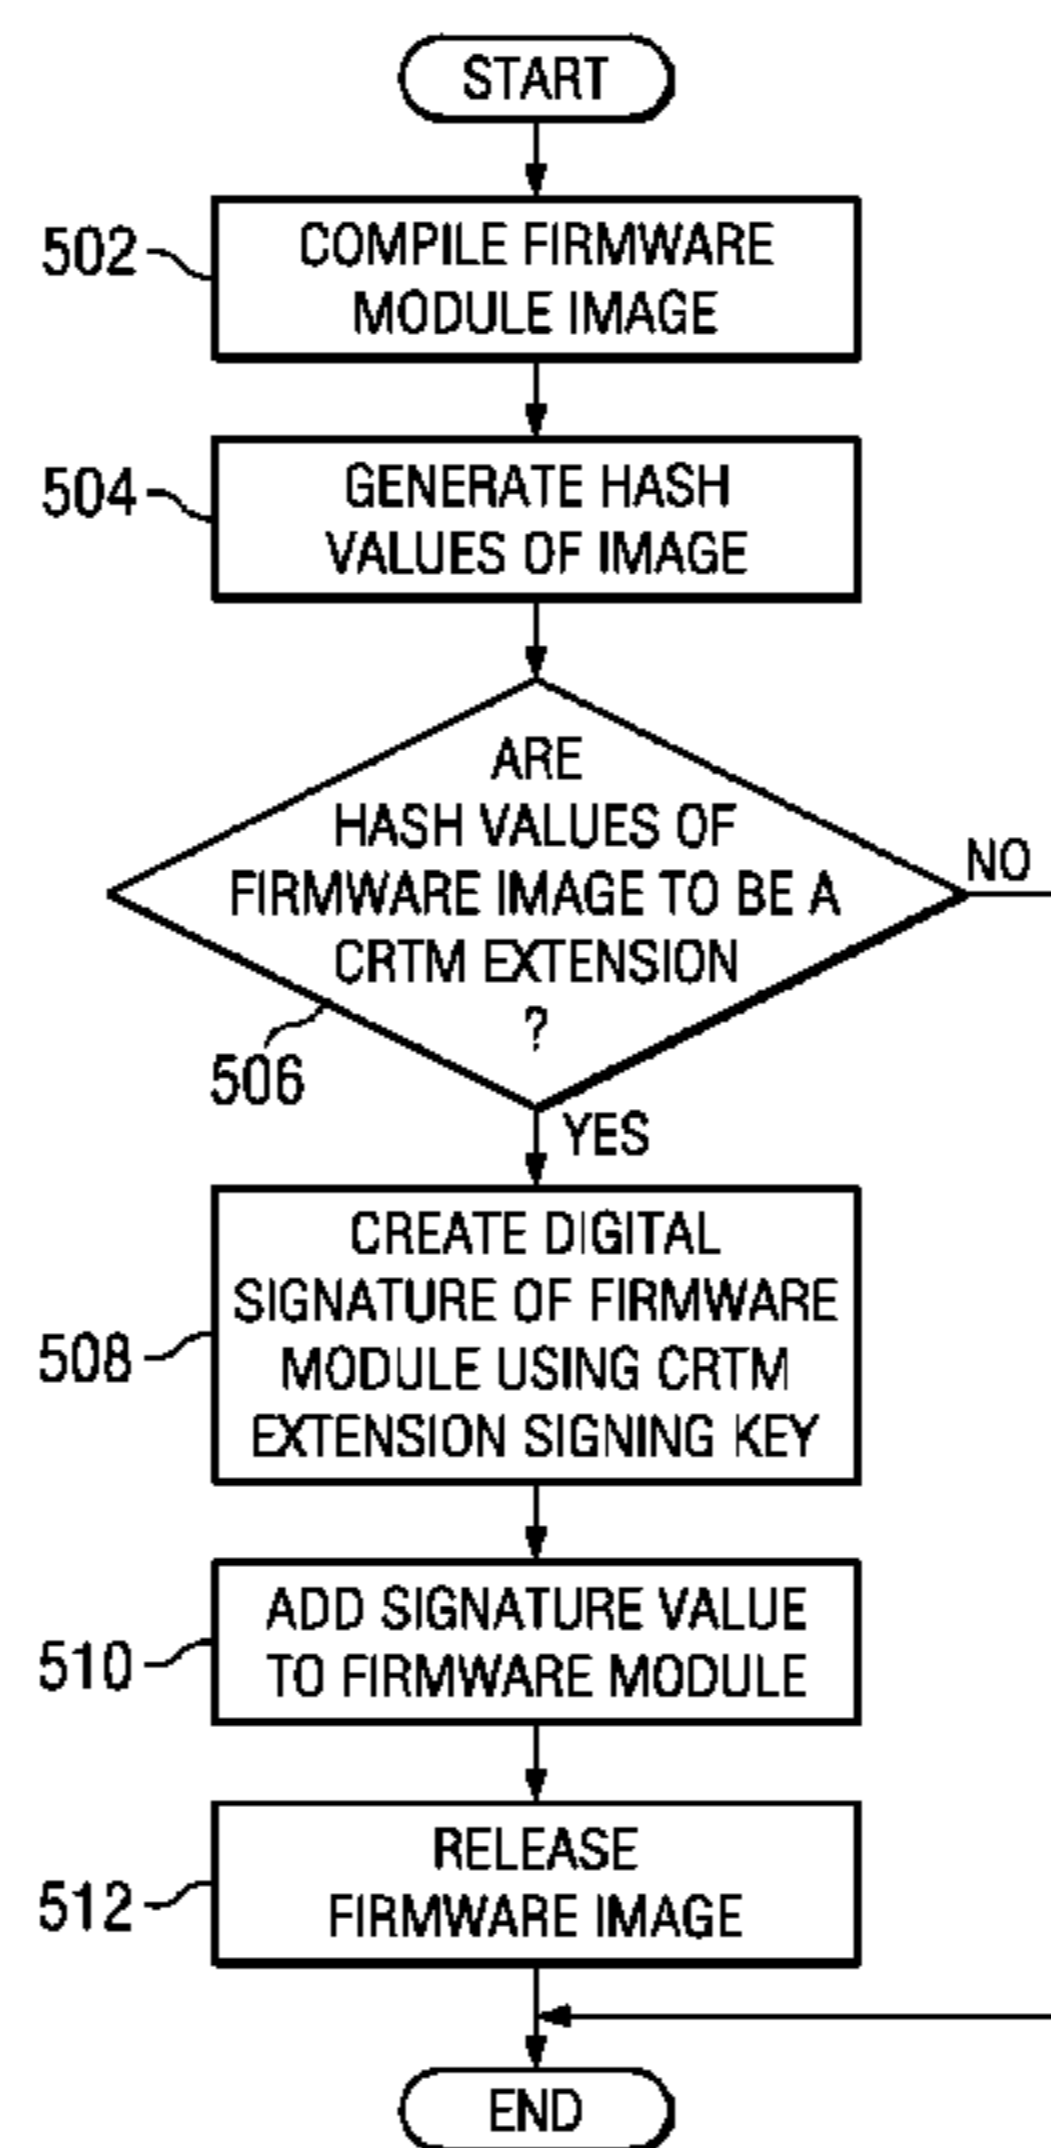 START
502
COMPILE FIRMWARE
MODULE IMAGE
504
GENERATE HASH
VALUES OF IMAGE
ARE
HASH VALUES OF
FIRMWARE IMAGE TO BE A
CRTM EXTENSION
?
NO
506
YES
508
CREATE DIGITAL
SIGNATURE OF FIRMWARE
MODULE USING CRTM
EXTENSION SIGNING KEY
510
ADD SIGNATURE VALUE
TO FIRMWARE MODULE
512
RELEASE
FIRMWARE IMAGE
END